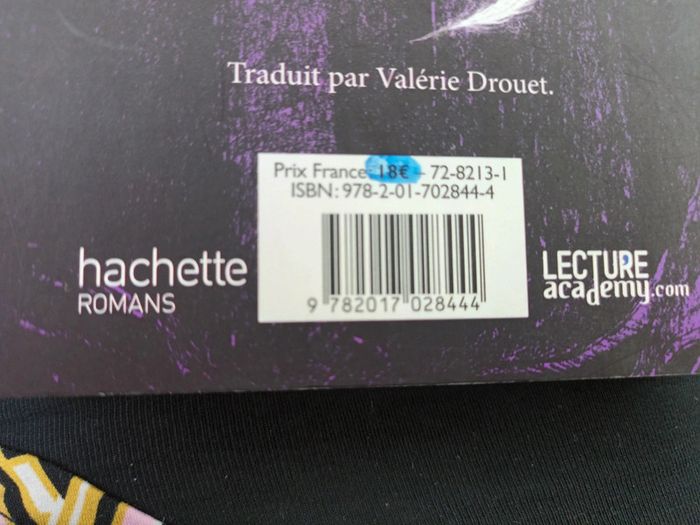 Traduit par Valérie Drouet.
Prix France: 18€ – 72-8213-1
ISBN: 978-2-01-702844-4
hachette
ROMANS
9 782017 028444
LECTURE
academy.com